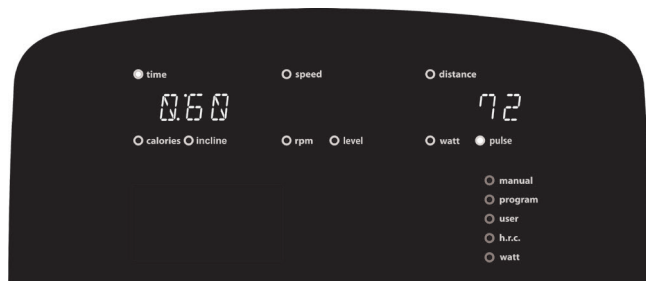 time speed distance
0:60 72
calories incline rpm level watt pulse
manual
program
user
h.r.c.
watt